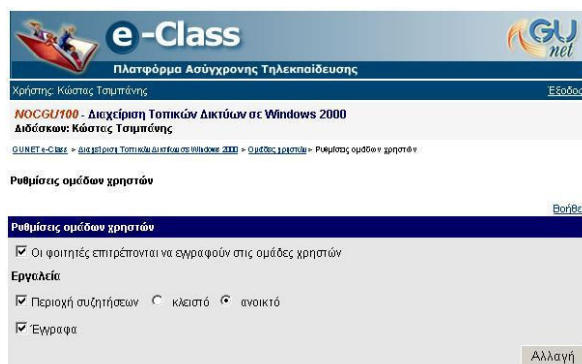 e-Class
GU
net
Πλατφόρμα Ασύγχρονης Τηλεκπαίδευσης
Χρήστης: Κώστας Τσιμπάνης Έξοδος
NOCGU100 - Διαχείριση Τοπικών Δικτύων σε Windows 2000
Διδάσκων: Κώστας Τσιμπάνης
GUNET e-Class > Διαχείριση Τοπικών Δικτύων σε Windows 2000 > Ομάδες χρηστών > Ρυθμίσεις ομάδων χρηστών
Ρυθμίσεις ομάδων χρηστών
Βοήθε
Ρυθμίσεις ομάδων χρηστών
Οι φοιτητές επιτρέπονται να εγγραφούν στις ομάδες χρηστών
Εργαλεία
Περιοχή συζητήσεων κλειστό ανοικτό
Έγγραφα
Αλλαγή